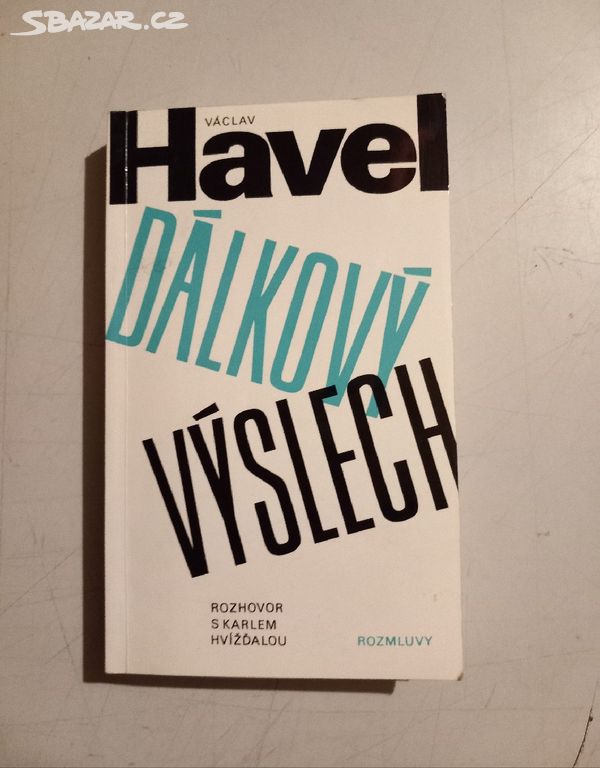 SBAZAR.CZ
VÁCLAV
Havel
DÁLKOVÝ
VÝSLECH
ROZHOVOR
S KARLEM
HVÍŽĎALOU
ROZMLUVY